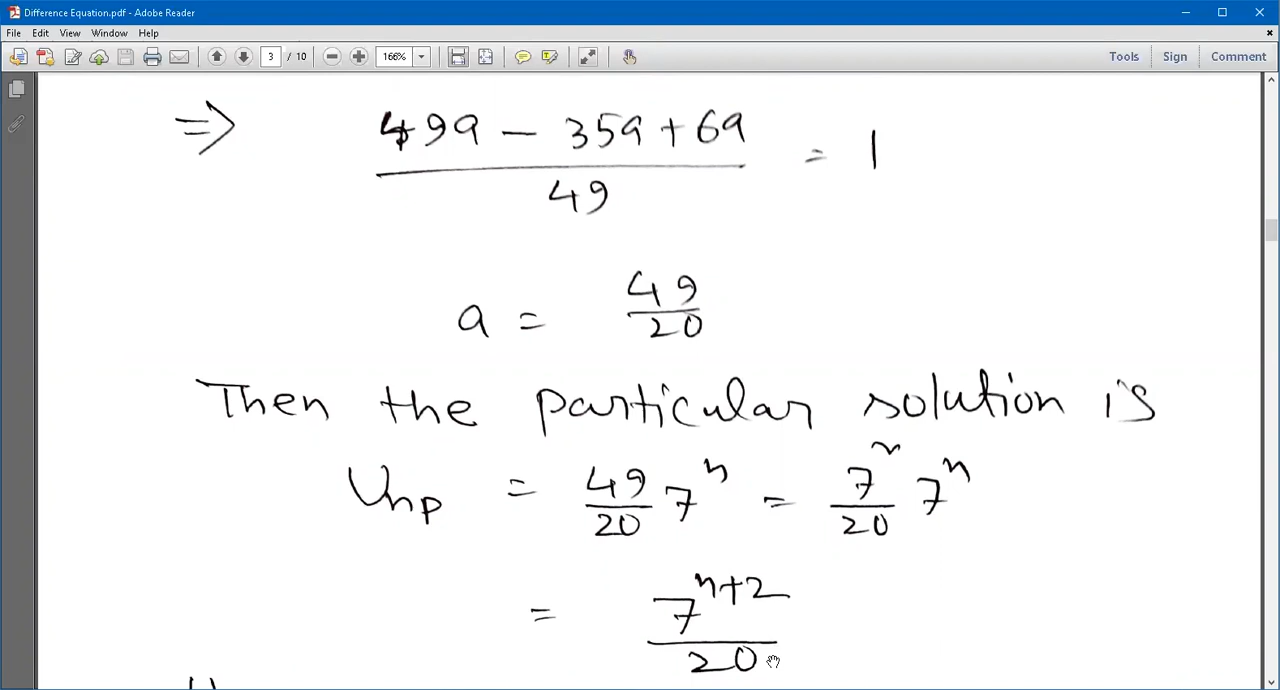 Difference Equation.pdf - Adobe Reader
File Edit View Window Help
3 / 10 166% Tools Sign Comment
⇒ (49a - 35a + 6a)/49 = 1
a = 49/20
Then the particular solution is
U_np = 49/20 7^n = 7^2/20 7^n
= 7^(n+2)/20